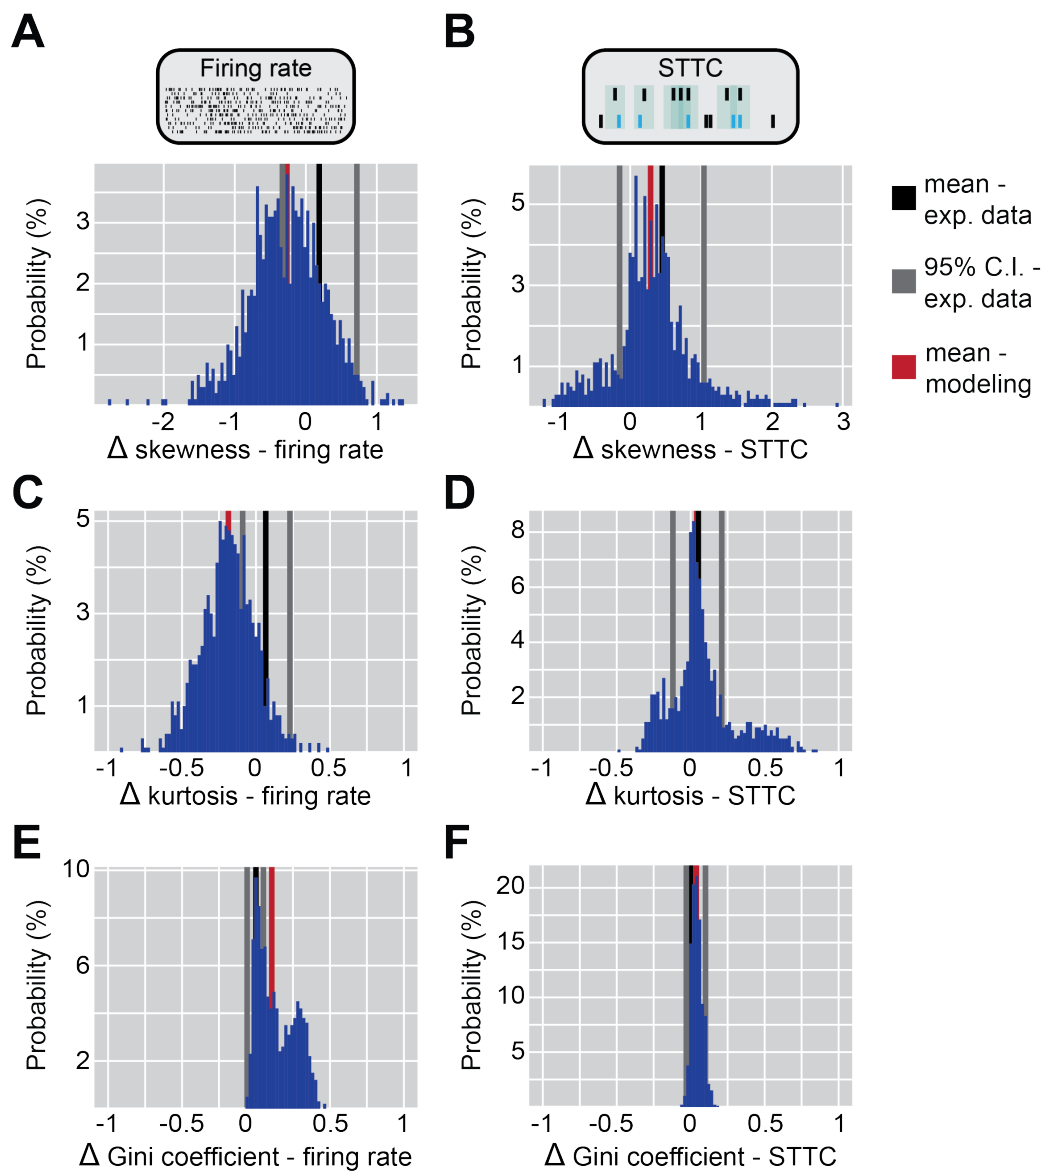 A
Firing rate
Probability (%)
3
2
1
-2
-1
0
1
Δ skewness - firing rate
B
STTC
Probability (%)
5
3
1
-1
0
1
2
3
Δ skewness - STTC
mean -
exp. data
95% C.I. -
exp. data
mean -
modeling
C
Probability (%)
5
3
1
-1
-0.5
0
0.5
1
Δ kurtosis - firing rate
D
Probability (%)
8
6
4
2
-1
-0.5
0
0.5
1
Δ kurtosis - STTC
E
Probability (%)
10
6
2
-1
-0.5
0
0.5
1
Δ Gini coefficient - firing rate
F
Probability (%)
20
15
10
5
-1
-0.5
0
0.5
1
Δ Gini coefficient - STTC